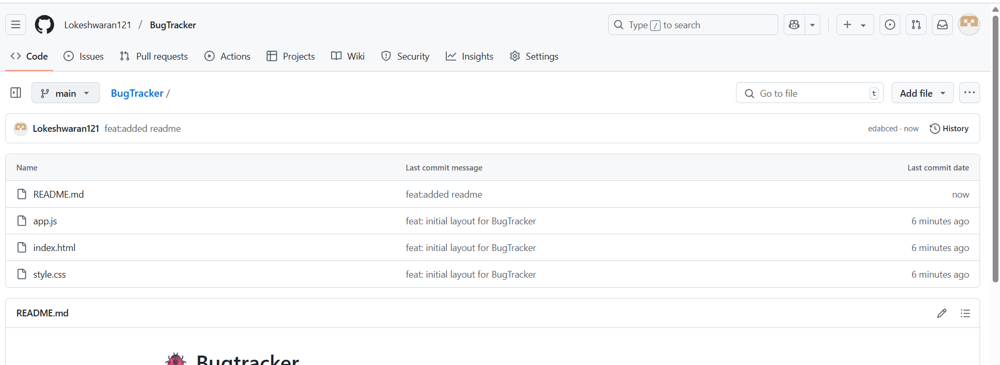 Lokeshwaran121 / BugTracker
Type / to search
Code Issues Pull requests Actions Projects Wiki Security Insights Settings
main
BugTracker /
Go to file t
Add file
Lokeshwaran121 feat:added readme
edabced · now History
Name Last commit message Last commit date
README.md feat:added readme now
app.js feat: initial layout for BugTracker 6 minutes ago
index.html feat: initial layout for BugTracker 6 minutes ago
style.css feat: initial layout for BugTracker 6 minutes ago
README.md
Bugtracker